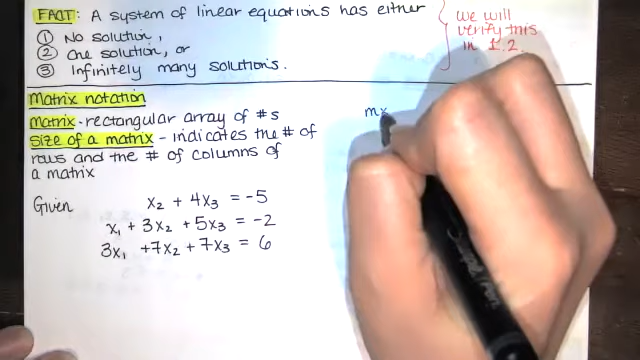 FACT: A system of linear equations has either
① No solution,
② One solution, or
③ Infinitely many solutions.
we will
verify this
in 1.2.
Matrix notation
matrix - rectangular array of #s
size of a matrix - indicates the # of
rows and the # of columns of
a matrix
mx
Given
x₂ + 4x₃ = -5
x₁ + 3x₂ + 5x₃ = -2
3x₁ + 7x₂ + 7x₃ = 6